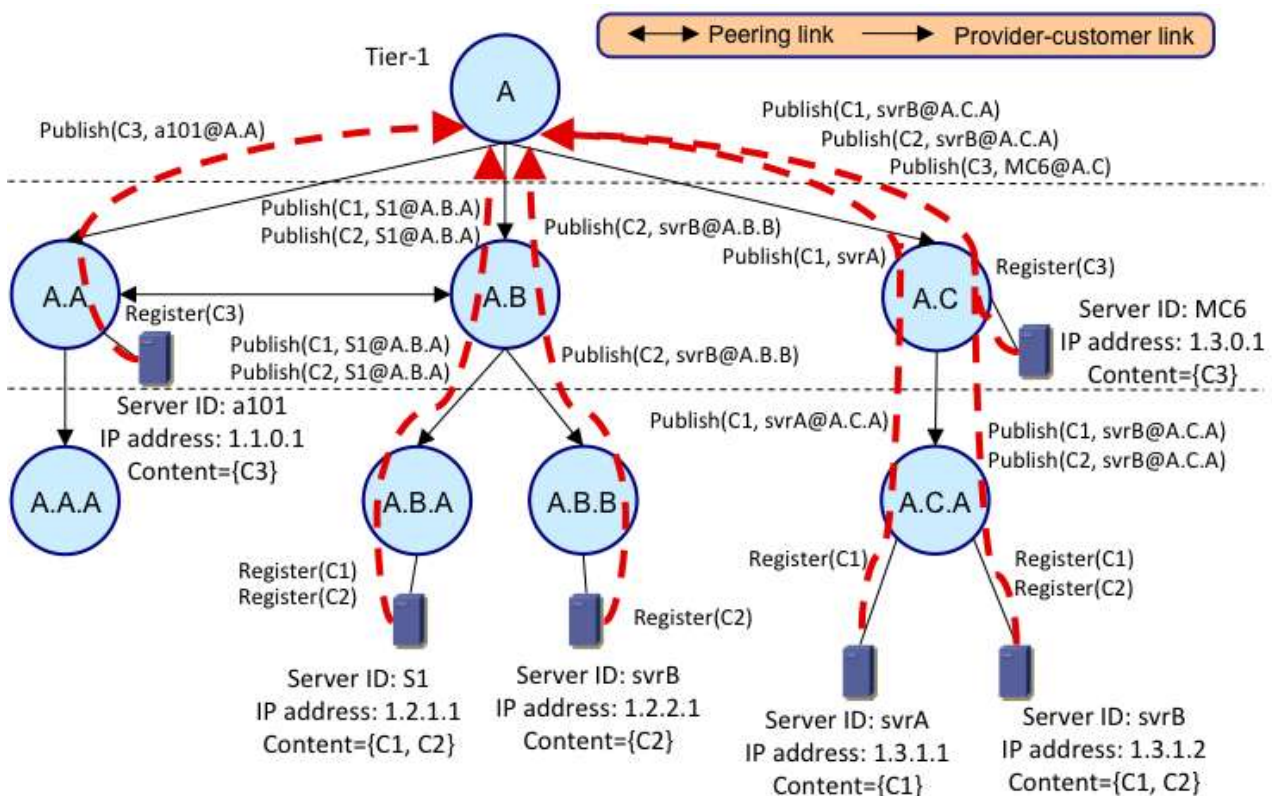 Peering link
Provider-customer link
Tier-1
A
Publish(C3, a101@A.A)
Publish(C1, svrB@A.C.A)
Publish(C2, svrB@A.C.A)
Publish(C3, MC6@A.C)
Publish(C1, S1@A.B.A)
Publish(C2, S1@A.B.A)
Publish(C2, svrB@A.B.B)
Publish(C1, svrA)
A.A
A.B
A.C
Register(C3)
Register(C3)
Server ID: MC6
IP address: 1.3.0.1
Content={C3}
Publish(C1, S1@A.B.A)
Publish(C2, S1@A.B.A)
Publish(C2, svrB@A.B.B)
Server ID: a101
IP address: 1.1.0.1
Content={C3}
Publish(C1, svrA@A.C.A)
Publish(C1, svrB@A.C.A)
Publish(C2, svrB@A.C.A)
A.A.A
A.B.A
A.B.B
A.C.A
Register(C1)
Register(C2)
Register(C2)
Register(C1)
Register(C1)
Register(C2)
Server ID: S1
IP address: 1.2.1.1
Content={C1, C2}
Server ID: svrB
IP address: 1.2.2.1
Content={C2}
Server ID: svrA
IP address: 1.3.1.1
Content={C1}
Server ID: svrB
IP address: 1.3.1.2
Content={C1, C2}